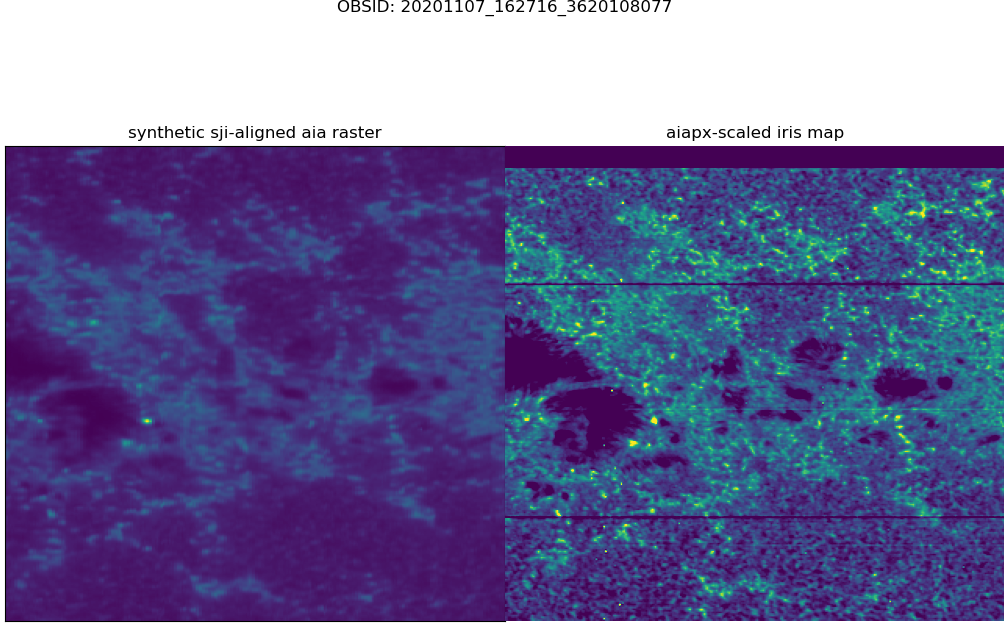 OBSID: 20201107_162716_3620108077
synthetic sji-aligned aia raster
aiapx-scaled iris map